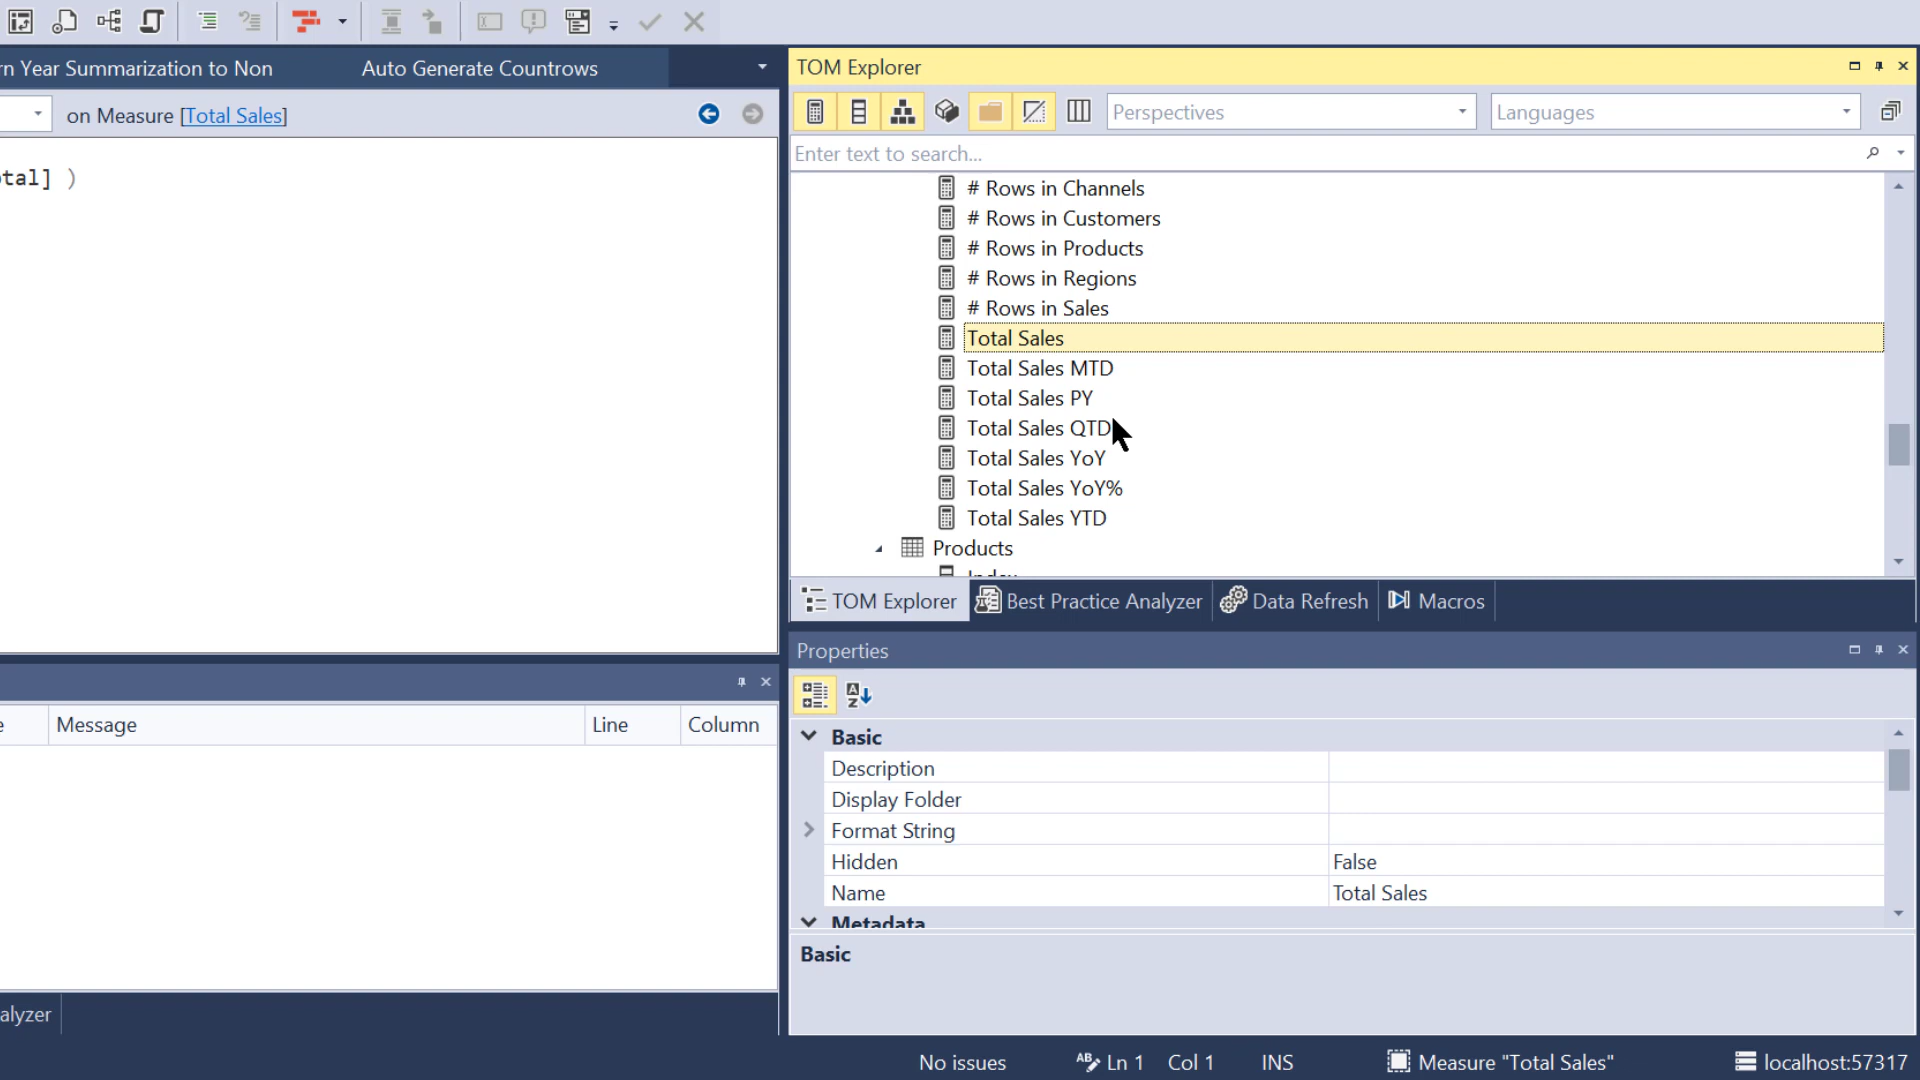 rn Year Summarization to Non
Auto Generate Countrows
on Measure [Total Sales]
tal] )
TOM Explorer
Perspectives
Languages
Enter text to search...
# Rows in Channels
# Rows in Customers
# Rows in Products
# Rows in Regions
# Rows in Sales
Total Sales
Total Sales MTD
Total Sales PY
Total Sales QTD
Total Sales YoY
Total Sales YoY%
Total Sales YTD
Products
TOM Explorer
Best Practice Analyzer
Data Refresh
Macros
Properties
Basic
Description
Display Folder
Format String
Hidden False
Name Total Sales
Metadata
Basic
e Message Line Column
alyzer
No issues
Ln 1 Col 1 INS
Measure "Total Sales"
localhost:57317